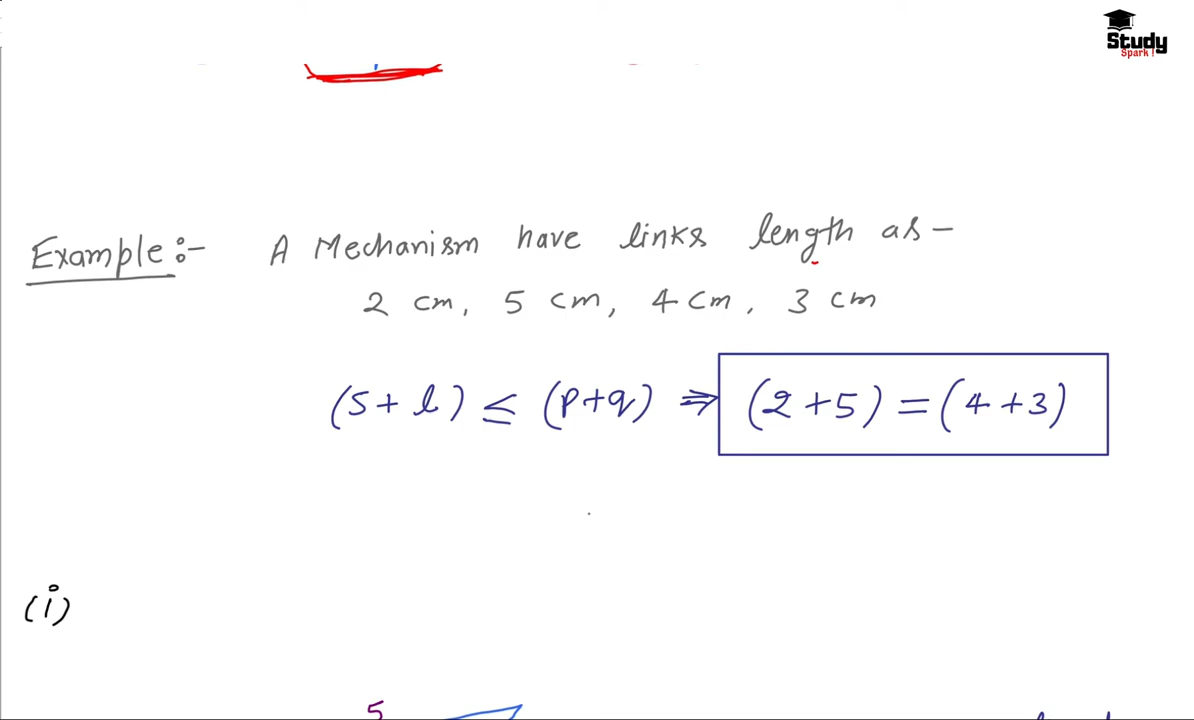 Study
Spark !
Example :- A Mechanism have links length as -
2 cm, 5 cm, 4 cm, 3 cm
(s + l) ≤ (p+q) ⇒ (2 + 5) = (4 + 3)
(i)
5